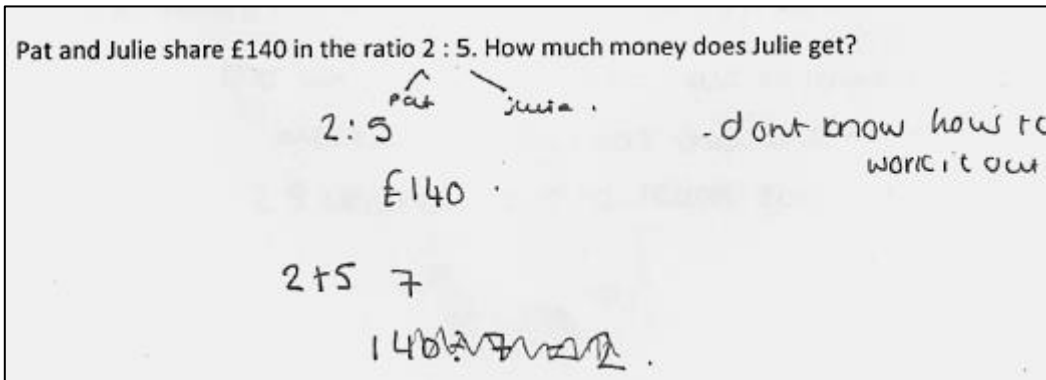 Pat and Julie share £140 in the ratio 2 : 5. How much money does Julie get?
Pat Julie.
2:5
- dont know how to
work it out
£140.
2+5 7
140